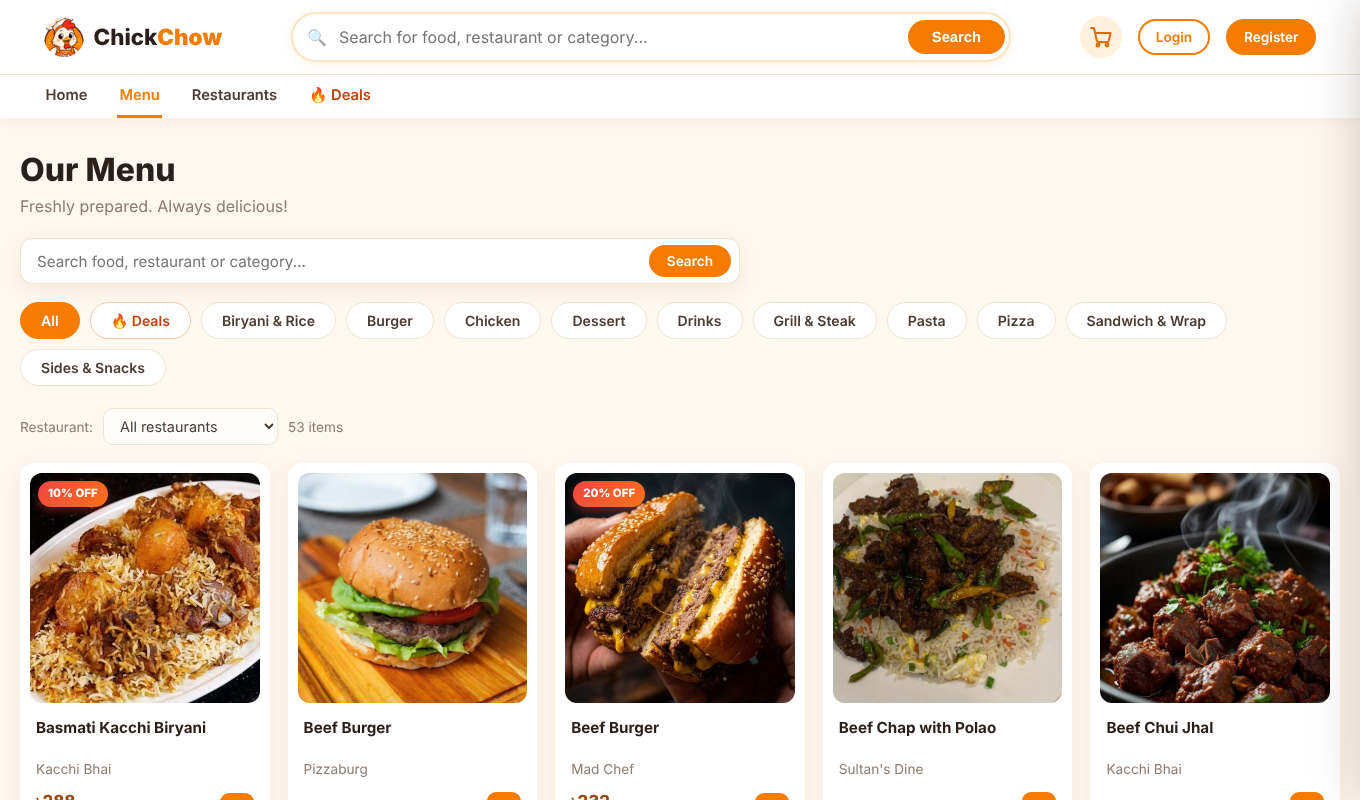 ChickChow
Search for food, restaurant or category...
Search
Login
Register
Home
Menu
Restaurants
🔥 Deals
Our Menu
Freshly prepared. Always delicious!
Search food, restaurant or category...
Search
All
🔥 Deals
Biryani & Rice
Burger
Chicken
Dessert
Drinks
Grill & Steak
Pasta
Pizza
Sandwich & Wrap
Sides & Snacks
Restaurant:
All restaurants
53 items
10% OFF
20% OFF
Basmati Kacchi Biryani
Beef Burger
Beef Burger
Beef Chap with Polao
Beef Chui Jhal
Kacchi Bhai
Pizzaburg
Mad Chef
Sultan's Dine
Kacchi Bhai